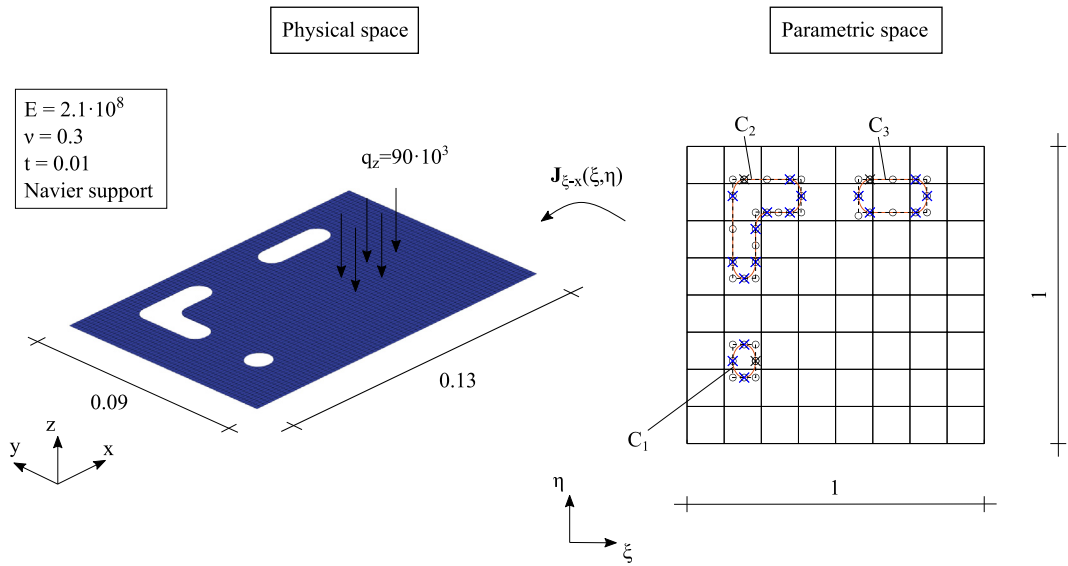 Physical space
Parametric space
E = 2.1·10⁸
ν = 0.3
t = 0.01
Navier support
q_z=90·10³
J_ξ-x(ξ,η)
C₂
C₃
C₁
1
1
0.09
0.13
z
y
x
η
ξ